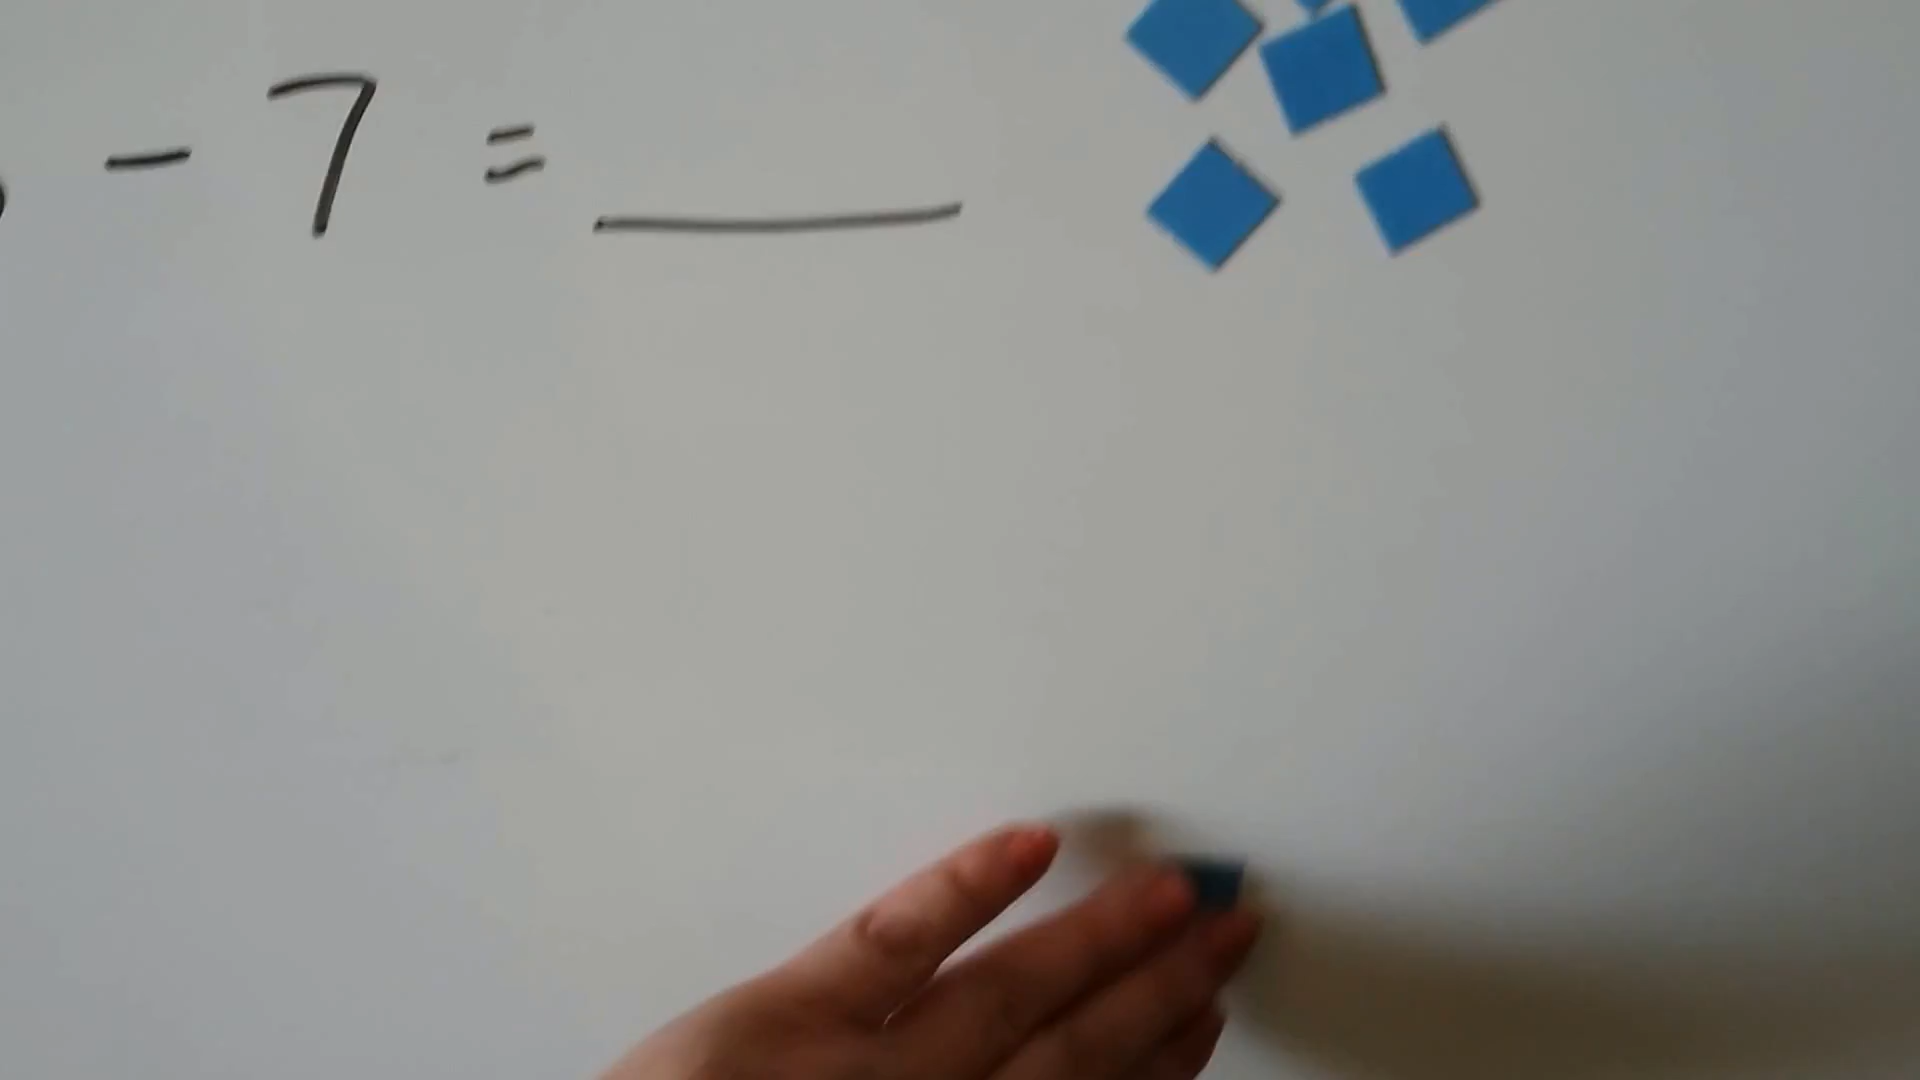 - 7 = ____